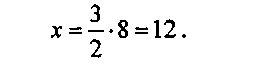 x = 3/2 · 8 = 12.